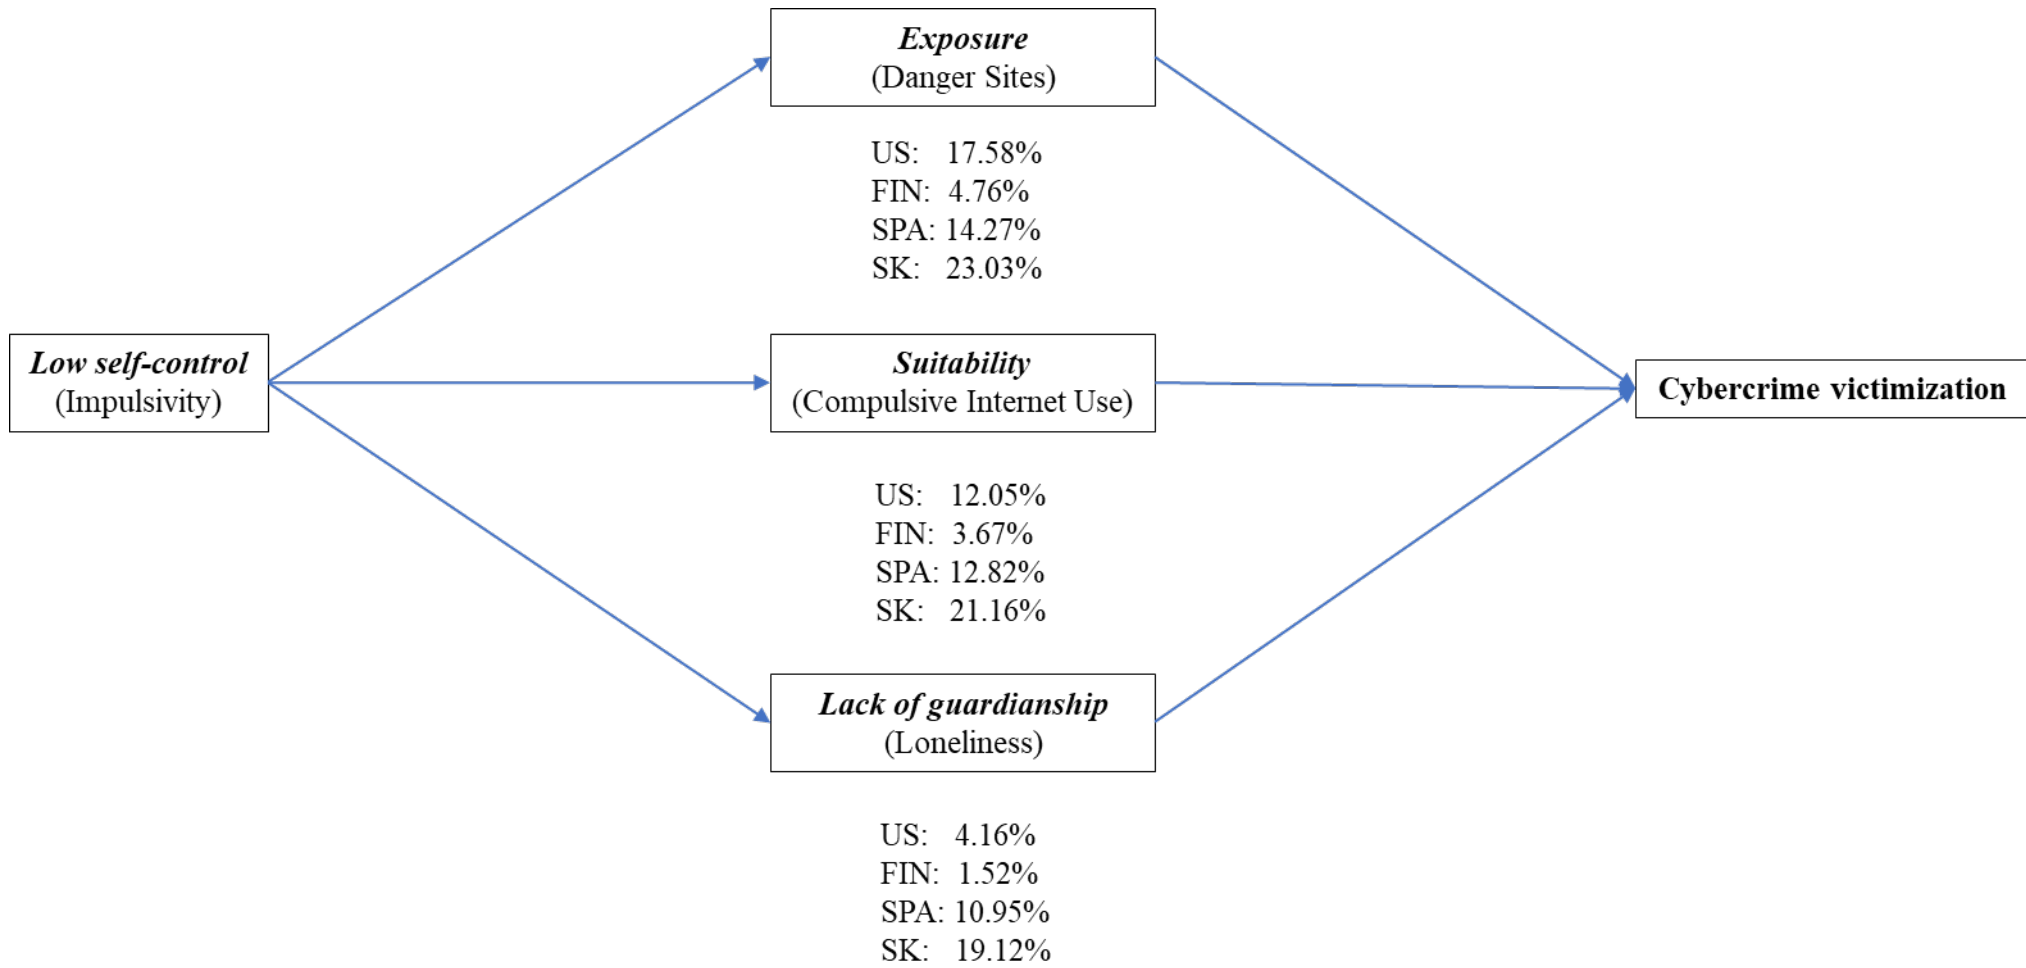 Exposure
(Danger Sites)
US: 17.58%
FIN: 4.76%
SPA: 14.27%
SK: 23.03%
Low self-control
(Impulsivity)
Suitability
(Compulsive Internet Use)
Cybercrime victimization
US: 12.05%
FIN: 3.67%
SPA: 12.82%
SK: 21.16%
Lack of guardianship
(Loneliness)
US: 4.16%
FIN: 1.52%
SPA: 10.95%
SK: 19.12%